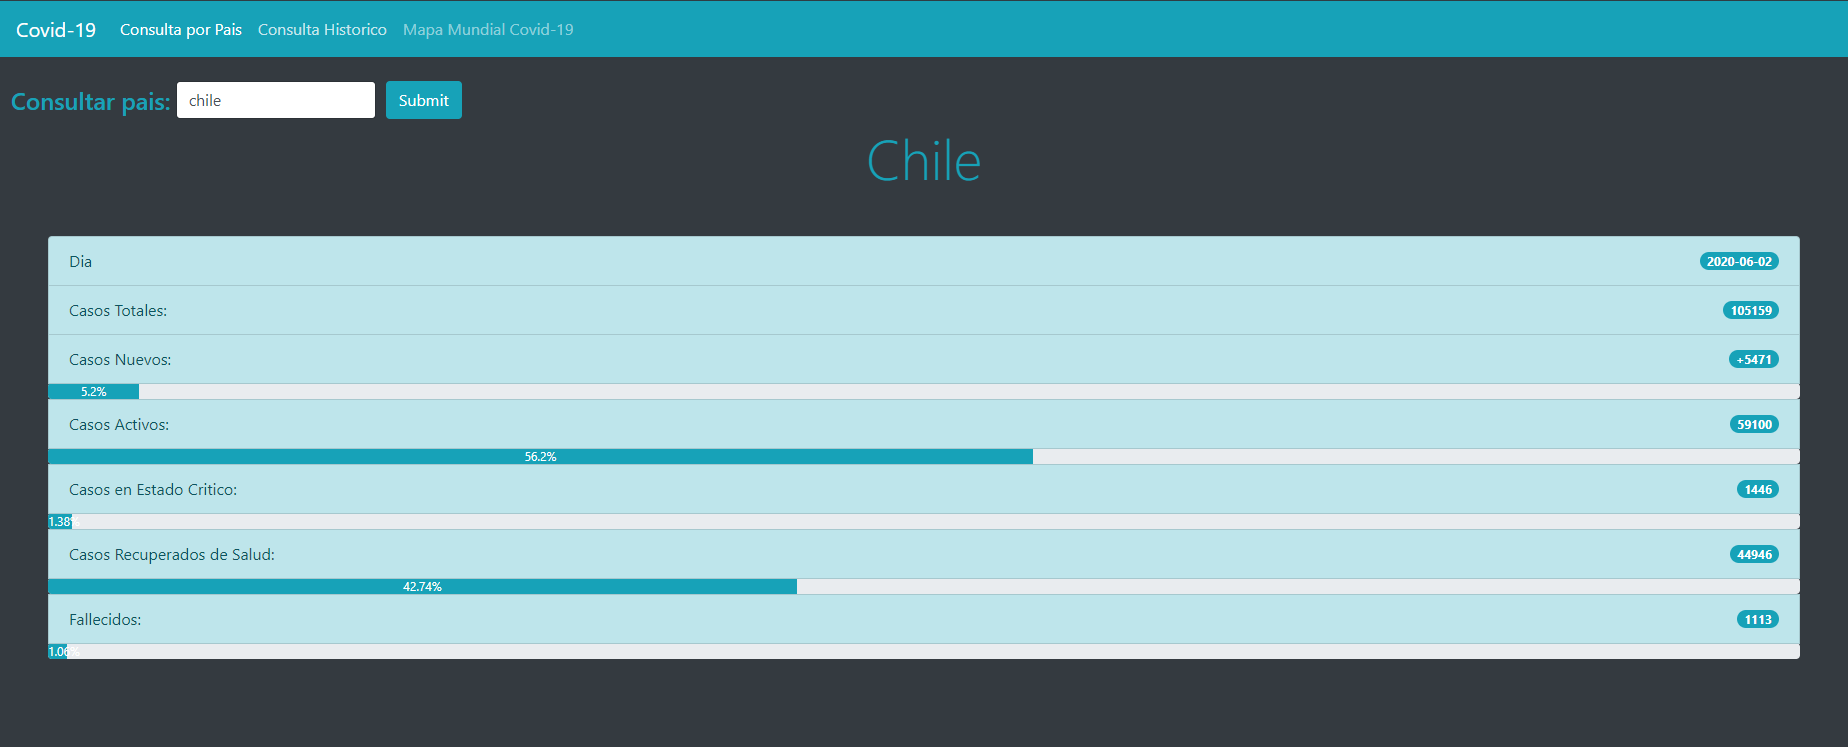 Covid-19 Consulta por Pais Consulta Historico Mapa Mundial Covid-19
Consultar pais: chile Submit
Chile
Dia 2020-06-02
Casos Totales: 105159
Casos Nuevos: +5471
5.2%
Casos Activos: 59100
56.2%
Casos en Estado Critico: 1446
1.38%
Casos Recuperados de Salud: 44946
42.74%
Fallecidos: 1113
1.06%